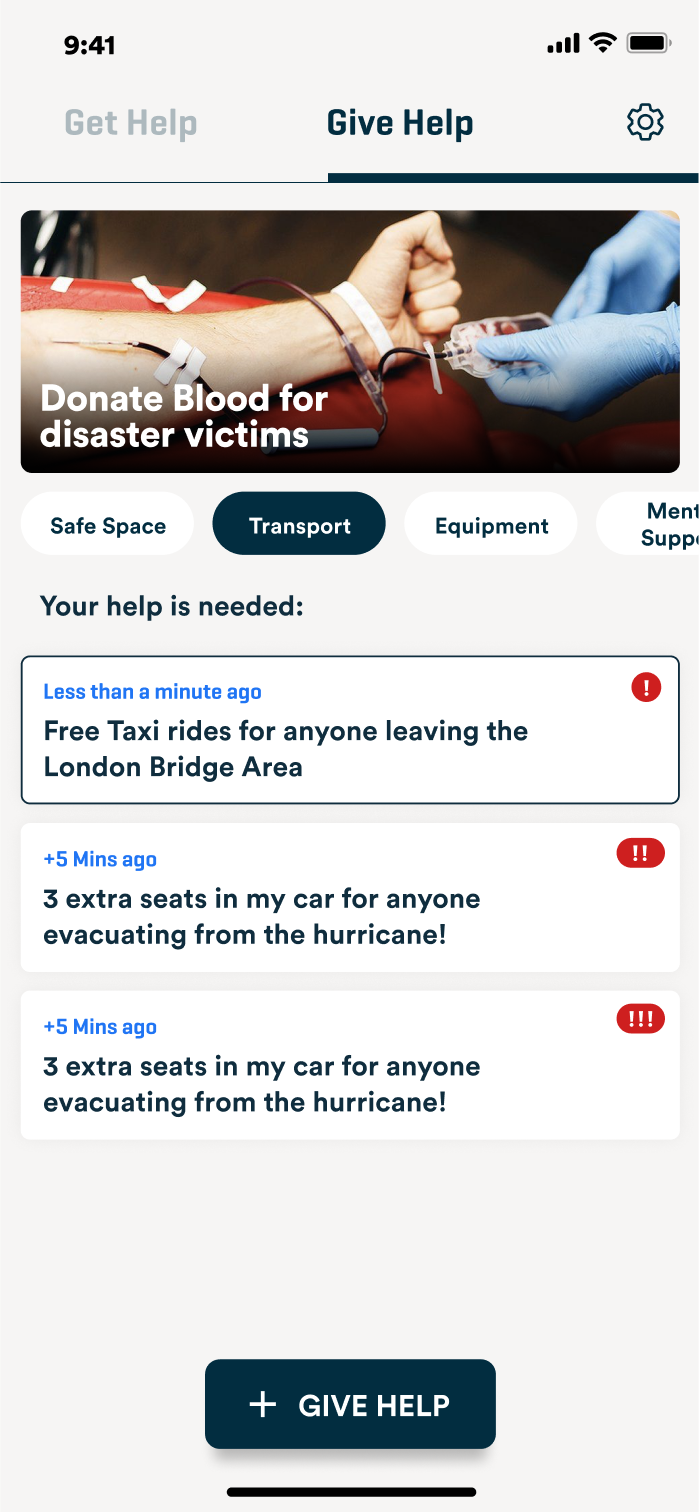 9:41
Get Help
Give Help
Donate Blood for
disaster victims
Safe Space
Transport
Equipment
Ment
Suppo
Your help is needed:
Less than a minute ago
!
Free Taxi rides for anyone leaving the
London Bridge Area
+5 Mins ago
!!
3 extra seats in my car for anyone
evacuating from the hurricane!
+5 Mins ago
!!!
3 extra seats in my car for anyone
evacuating from the hurricane!
+ GIVE HELP